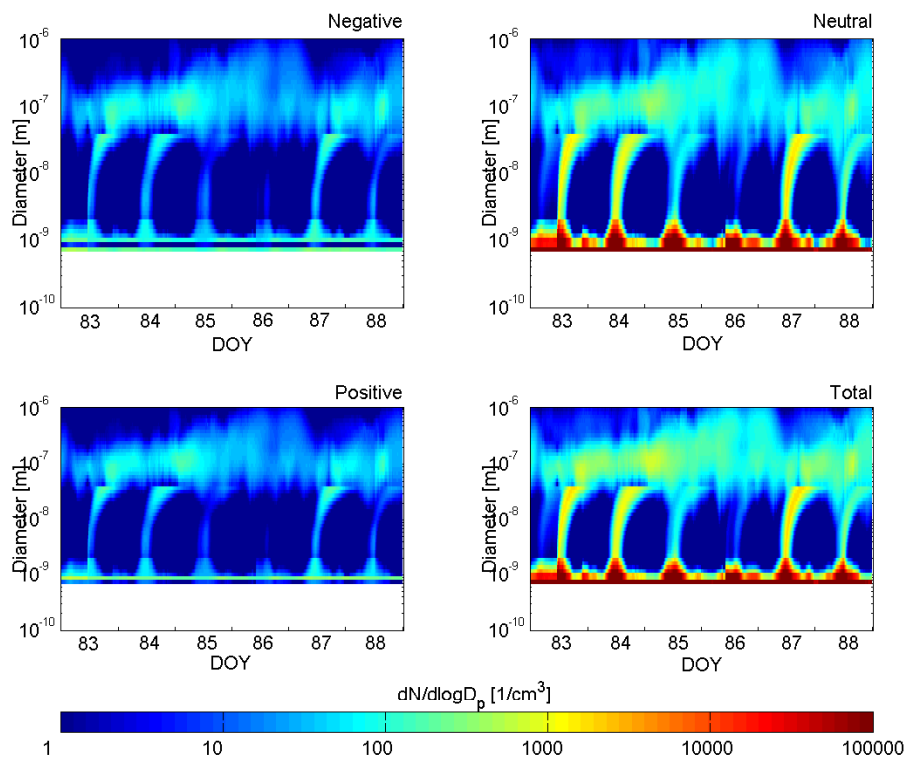 Negative
Neutral
10^-6
10^-7
10^-8
10^-9
10^-10
Diameter [m]
83 84 85 86 87 88
DOY
10^-6
10^-7
10^-8
10^-9
10^-10
Diameter [m]
83 84 85 86 87 88
DOY
Positive
Total
10^-6
10^-7
10^-8
10^-9
10^-10
Diameter [m]
83 84 85 86 87 88
DOY
10^-6
10^-7
10^-8
10^-9
10^-10
Diameter [m]
83 84 85 86 87 88
DOY
dN/dlogD_p [1/cm^3]
1 10 100 1000 10000 100000